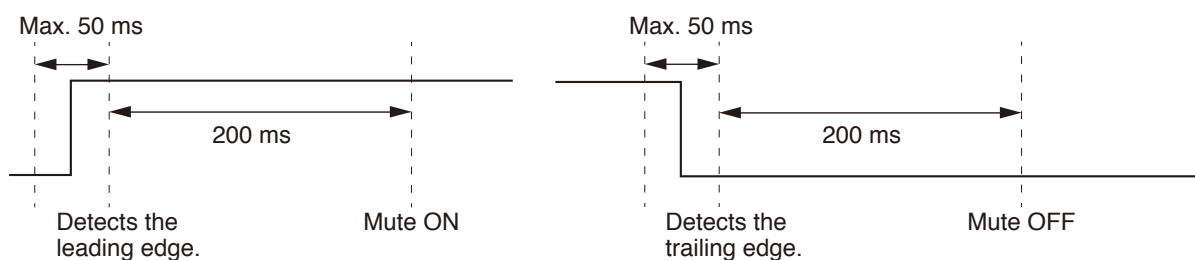 Max. 50 ms
200 ms
Detects the
leading edge.
Mute ON
Max. 50 ms
200 ms
Detects the
trailing edge.
Mute OFF